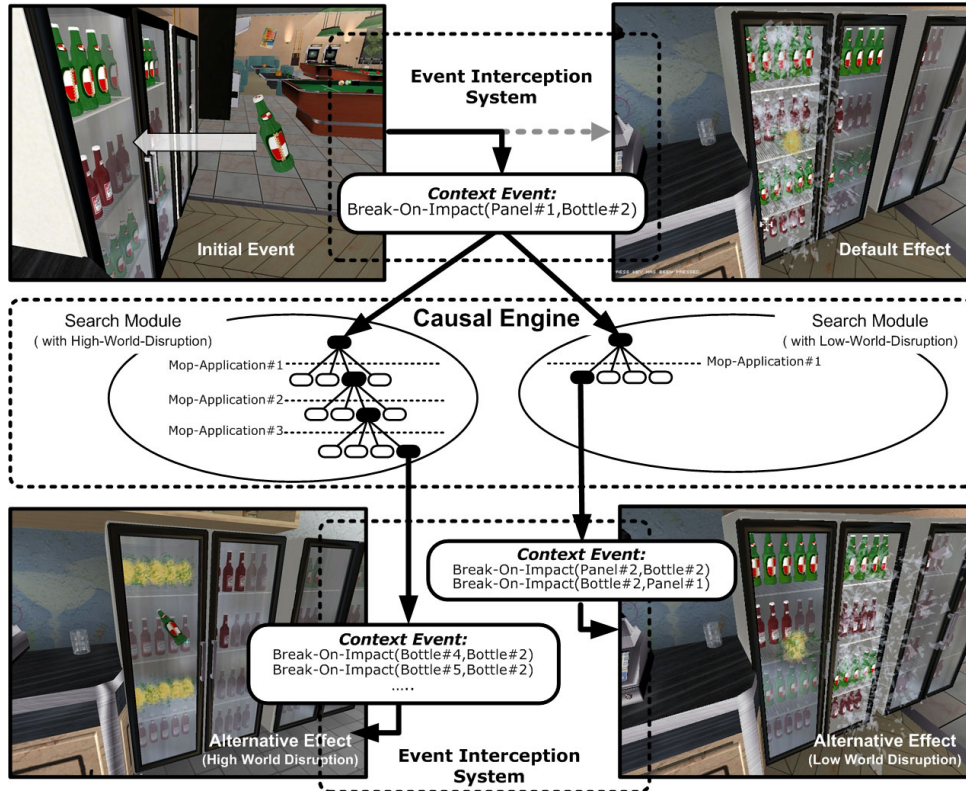 Event Interception
System
Context Event:
Break-On-Impact(Panel#1,Bottle#2)
Initial Event
Default Effect
Causal Engine
Search Module
( with High-World-Disruption)
Mop-Application#1
Mop-Application#2
Mop-Application#3
Search Module
( with Low-World-Disruption)
Mop-Application#1
Context Event:
Break-On-Impact(Panel#2,Bottle#2)
Break-On-Impact(Bottle#2,Panel#1)
Context Event:
Break-On-Impact(Bottle#4,Bottle#2)
Break-On-Impact(Bottle#5,Bottle#2)
.....
Alternative Effect
(High World Disruption)
Event Interception
System
Alternative Effect
(Low World Disruption)